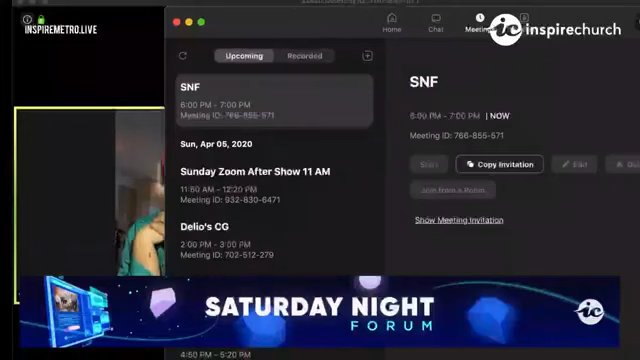 INSPIREMETRO.LIVE
Home
Chat
ic inspirechurch
Upcoming
Recorded
SNF
6:00 PM - 7:00 PM
Meeting ID: 766-855-571
Sun, Apr 05, 2020
Sunday Zoom After Show 11 AM
11:50 AM - 12:20 PM
Meeting ID: 932-830-6471
Delio's CG
2:00 PM - 3:00 PM
Meeting ID: 702-512-279
4:50 PM - 5:20 PM
SNF
6:00 PM - 7:00 PM | NOW
Meeting ID: 766-855-571
Start
Copy Invitation
Edit
Join from a Room
Show Meeting Invitation
SATURDAY NIGHT
FORUM
ic